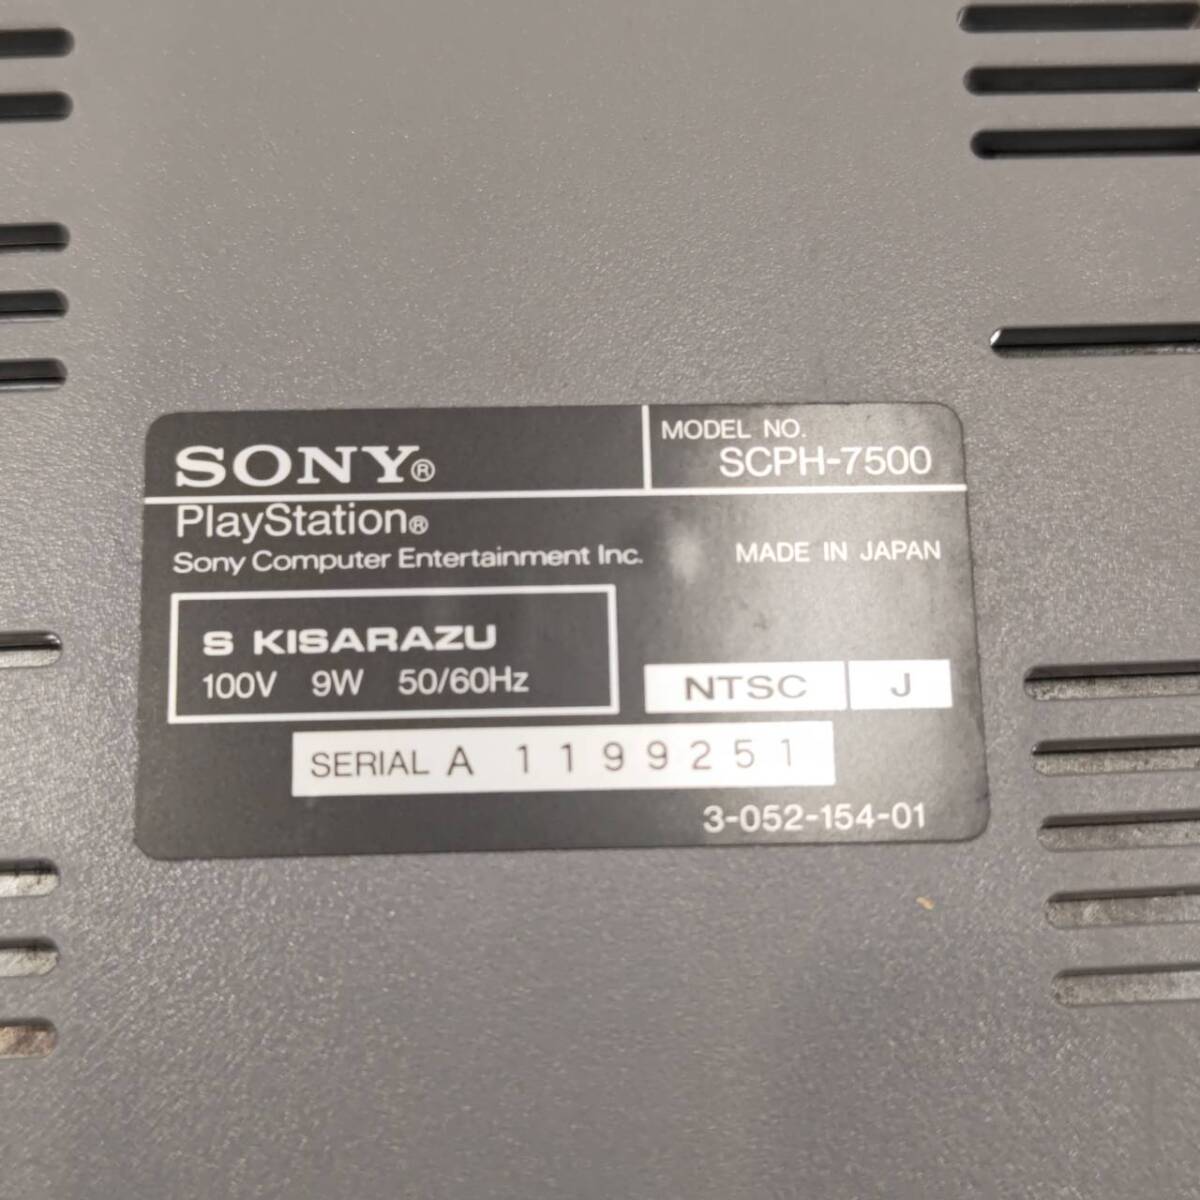 SONY®
MODEL NO.
SCPH-7500
PlayStation®
Sony Computer Entertainment Inc.
MADE IN JAPAN
S KISARAZU
100V 9W 50/60Hz
NTSC J
SERIAL A 1199251
3-052-154-01